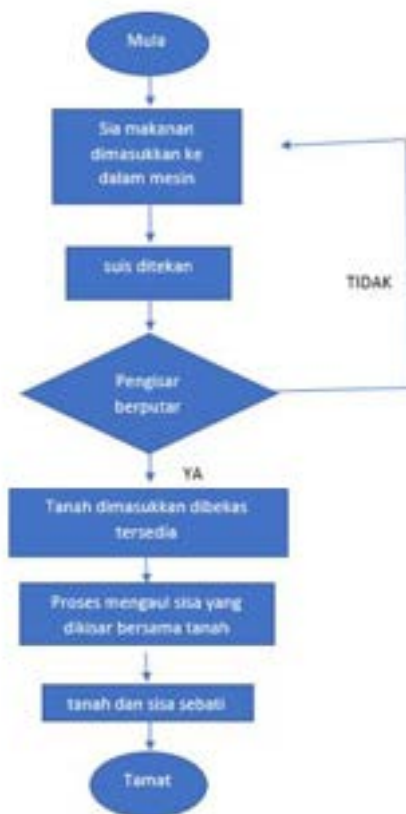 Mula
Sia makanan
dimasukkan ke
dalam mesin
suis ditekan
TIDAK
Pengisar
berputar
YA
Tanah dimasukkan dibekas
tersedia
Proses mengaul sisa yang
dikisar bersama tanah
tanah dan sisa sebati
Tamat